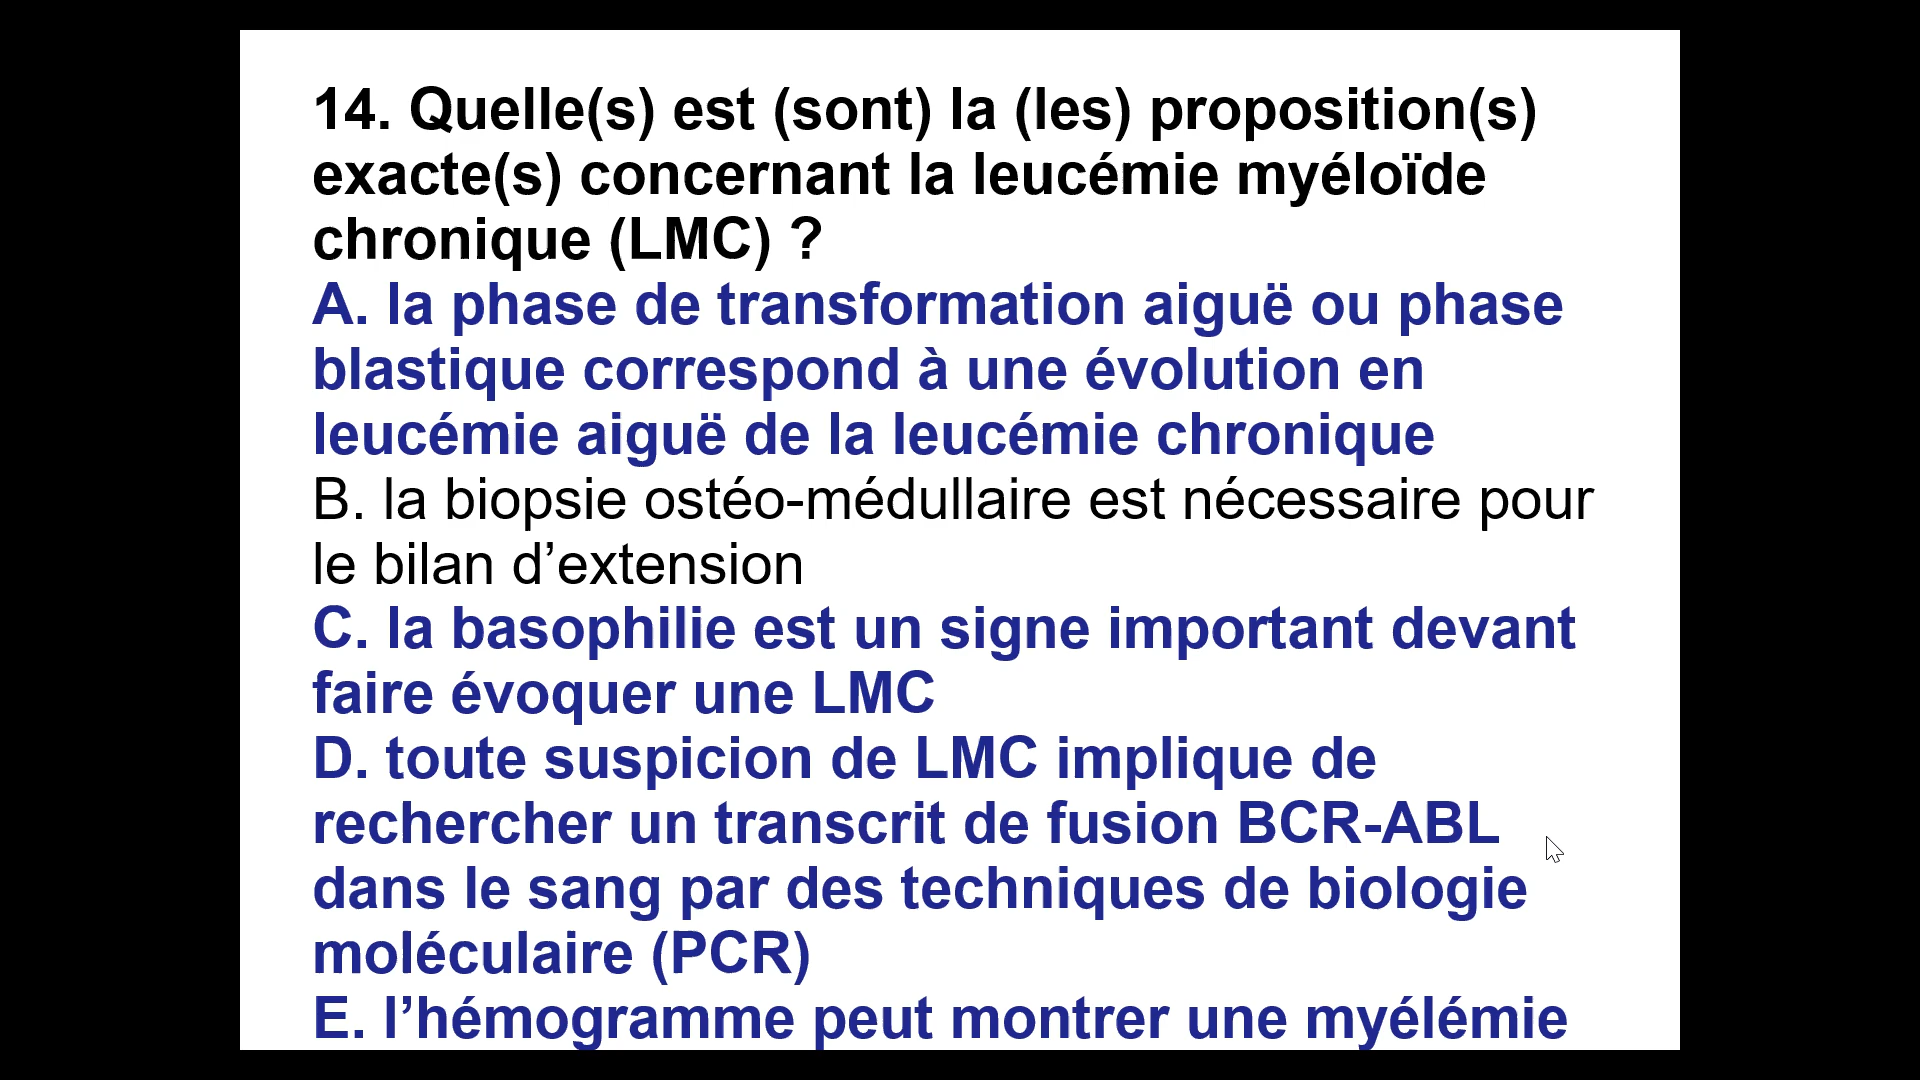 14. Quelle(s) est (sont) la (les) proposition(s)
exacte(s) concernant la leucémie myéloïde
chronique (LMC) ?
A. la phase de transformation aiguë ou phase
blastique correspond à une évolution en
leucémie aiguë de la leucémie chronique
B. la biopsie ostéo-médullaire est nécessaire pour
le bilan d’extension
C. la basophilie est un signe important devant
faire évoquer une LMC
D. toute suspicion de LMC implique de
rechercher un transcrit de fusion BCR-ABL
dans le sang par des techniques de biologie
moléculaire (PCR)
E. l’hémogramme peut montrer une myélémie